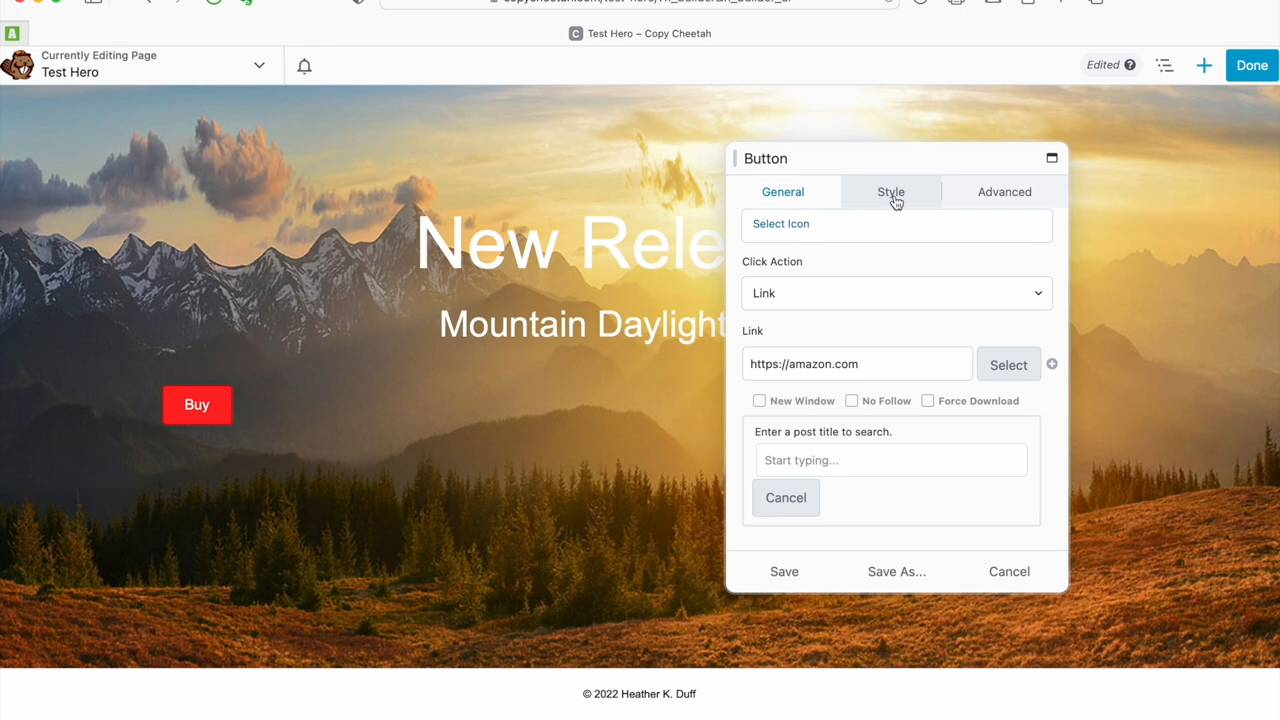 Test Hero – Copy Cheetah
Currently Editing Page
Test Hero
Edited
Done
New Rele
Mountain Daylight
Buy
Button
General
Style
Advanced
Select Icon
Click Action
Link
Link
https://amazon.com
Select
New Window
No Follow
Force Download
Enter a post title to search.
Start typing...
Cancel
Save
Save As...
Cancel
© 2022 Heather K. Duff